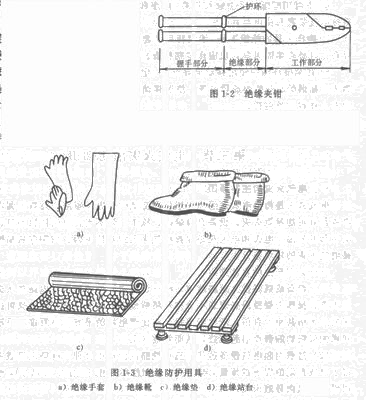 护环
握手部分 绝缘部分 工作部分
图 1-2 绝缘夹钳
a) b)
c) d)
图 1-3 绝缘防护用具
a) 绝缘手套 b) 绝缘靴 c) 绝缘垫 d) 绝缘站台